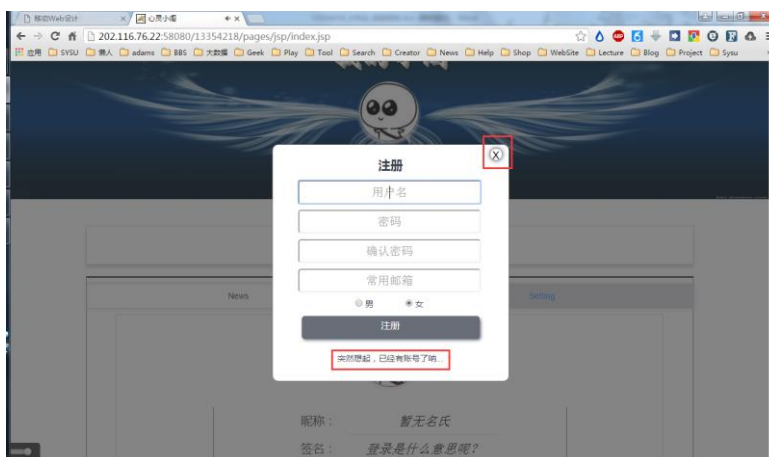 移动Web设计
心灵小屋
202.116.76.22:58080/13354218/pages/jsp/index.jsp
应用 SYSU 懒人 adams BBS 大数据 Geek Play Tool Search Creator News Help Shop WebSite Lecture Blog Project Sysu
注册
X
用户名
密码
确认密码
常用邮箱
News
Setting
男 女
注册
突然想起，已经有账号了呐...
昵称： 暂无名氏
签名： 登录是什么意思呢？